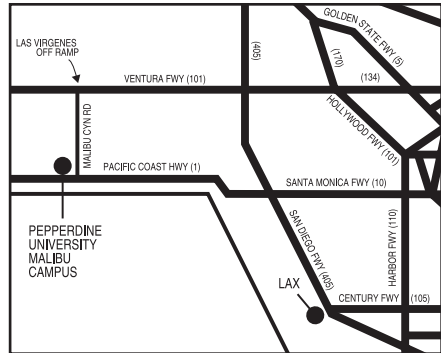 GOLDEN STATE FWY (5)
LAS VIRGENES
OFF RAMP
(405)
(170)
VENTURA FWY (101)
(134)
MALIBU CYN RD
HOLLYWOOD FWY (101)
PACIFIC COAST HWY (1)
SANTA MONICA FWY (10)
PEPPERDINE
UNIVERSITY
MALIBU
CAMPUS
SAN DIEGO FWY (405)
HARBOR FWY (110)
LAX
CENTURY FWY (105)